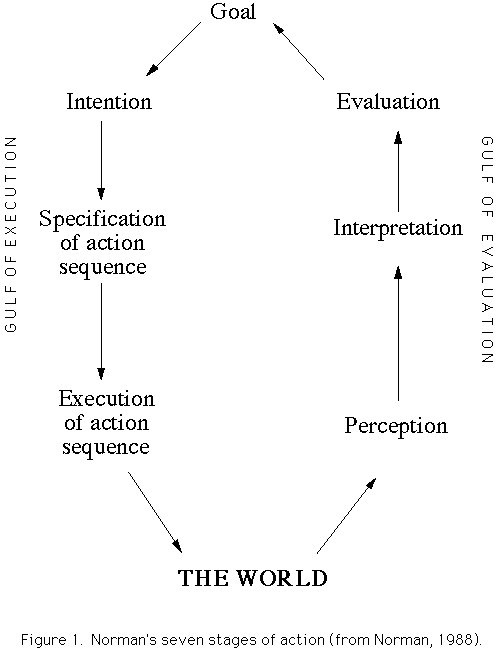 Goal
Intention
Evaluation
GULF OF EXECUTION
GULF OF EVALUATION
Specification
of action
sequence
Interpretation
Execution
of action
sequence
Perception
THE WORLD
Figure 1. Norman's seven stages of action (from Norman, 1988).